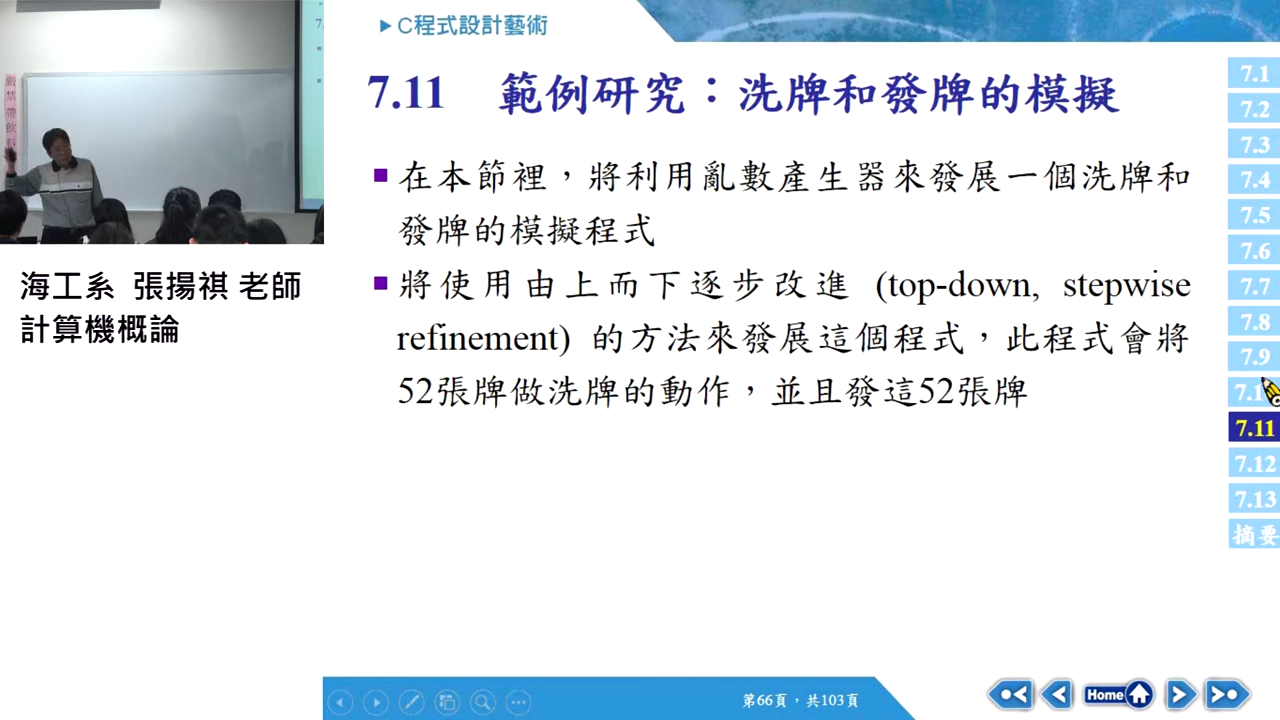 C程式設計藝術
7.11 範例研究：洗牌和發牌的模擬
在本節裡，將利用亂數產生器來發展一個洗牌和
發牌的模擬程式
將使用由上而下逐步改進 (top-down, stepwise
refinement) 的方法來發展這個程式，此程式會將
52張牌做洗牌的動作，並且發這52張牌
嚴禁帶飲料
海工系 張揚祺 老師
計算機概論
7.1
7.2
7.3
7.4
7.5
7.6
7.7
7.8
7.9
7.1
7.11
7.12
7.13
摘要
第66頁，共103頁
Home